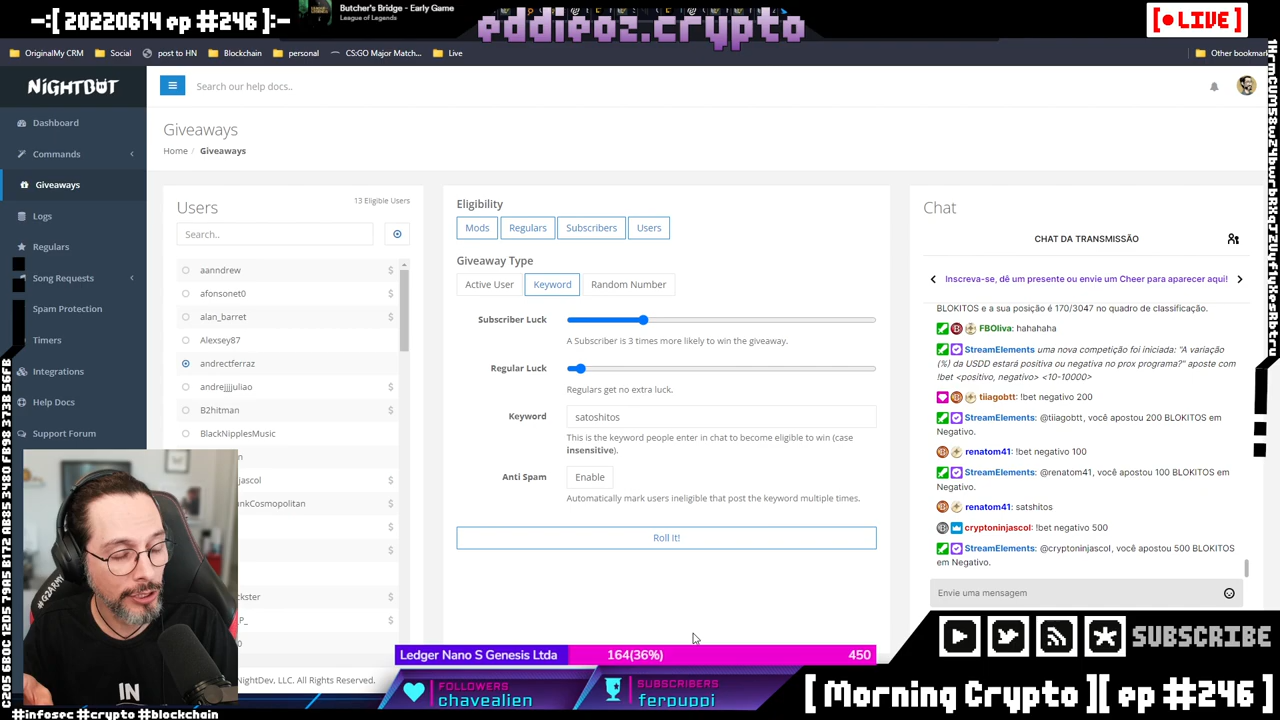 -:[ 20220614 ep #246 ]:-
Butcher's Bridge - Early Game
League of Legends
eddieoz.crypto
[ • LIVE ]
OriginalMy CRM
Social
post to HN
Blockchain
personal
CS:GO Major Match...
Live
Other bookmar
NiGHTBOT
Search our help docs..
Dashboard
Commands
Giveaways
Logs
Regulars
Song Requests
Spam Protection
Timers
Integrations
Help Docs
Support Forum
Giveaways
Home / Giveaways
Users
13 Eligible Users
Search..
aanndrew $
afonsonet0 $
alan_barret $
Alexsey87
andrectferraz
andrejjjjuliao $
B2hitman $
BlackNipplesMusic
n
jascol $
nkCosmopolitan $
$
$
kster $
P_ $
0
NightDev, LLC. All Rights Reserved.
Eligibility
Mods
Regulars
Subscribers
Users
Giveaway Type
Active User
Keyword
Random Number
Subscriber Luck
A Subscriber is 3 times more likely to win the giveaway.
Regular Luck
Regulars get no extra luck.
Keyword
satoshitos
This is the keyword people enter in chat to become eligible to win (case
insensitive).
Anti Spam
Enable
Automatically mark users ineligible that post the keyword multiple times.
Roll It!
Chat
CHAT DA TRANSMISSÃO
Inscreva-se, dê um presente ou envie um Cheer para aparecer aqui!
BLOKITOS e a sua posição é 170/3047 no quadro de classificação.
FBOliva: hahahaha
StreamElements uma nova competição foi iniciada: "A variação
(%) da USDD estará positiva ou negativa no prox programa?" aposte com
!bet <positivo, negativo> <10-10000>
tiiagobtt: !bet negativo 200
StreamElements: @tiiagobtt, você apostou 200 BLOKITOS em
Negativo.
renatom41: !bet negativo 100
StreamElements: @renatom41, você apostou 100 BLOKITOS em
Negativo.
renatom41: satshitos
cryptoninjascol: !bet negativo 500
StreamElements: @cryptoninjascol, você apostou 500 BLOKITOS
em Negativo.
Envie uma mensagem
Ledger Nano S Genesis Ltda
164(36%)
450
FOLLOWERS
chavealien
SUBSCRIBERS
ferpuppi
SUBSCRIBE
[ Morning Crypto ][ ep #246 ]
#infosec #crypto #blockchain